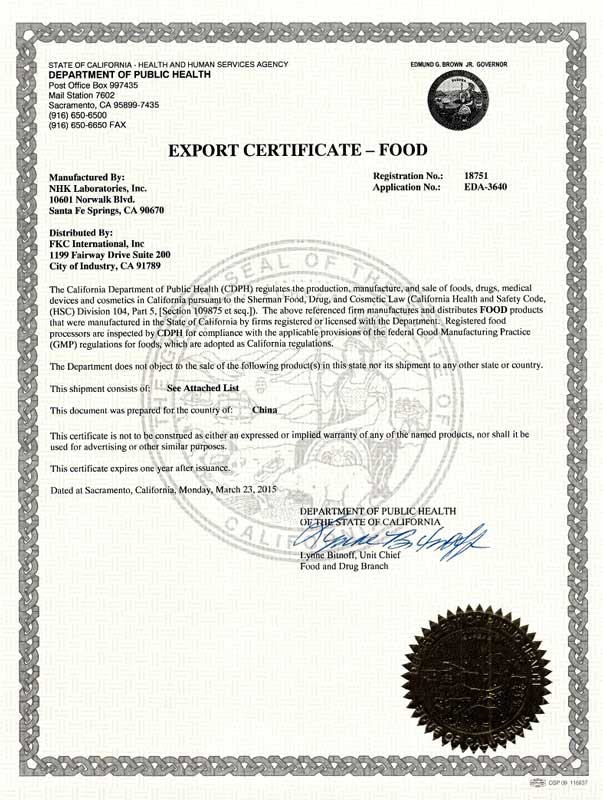 STATE OF CALIFORNIA - HEALTH AND HUMAN SERVICES AGENCY
DEPARTMENT OF PUBLIC HEALTH
Post Office Box 997435
Mail Station 7602
Sacramento, CA 95899-7435
(916) 650-6500
(916) 650-6650 FAX
EDMUND G. BROWN JR. GOVERNOR
EXPORT CERTIFICATE – FOOD
Manufactured By:
NHK Laboratories, Inc.
10601 Norwalk Blvd.
Santa Fe Springs, CA 90670
Registration No.: 18751
Application No.: EDA-3640
Distributed By:
FKC International, Inc
1199 Fairway Drive Suite 200
City of Industry, CA 91789
The California Department of Public Health (CDPH) regulates the production, manufacture, and sale of foods, drugs, medical
devices and cosmetics in California pursuant to the Sherman Food, Drug, and Cosmetic Law (California Health and Safety Code,
(HSC) Division 104, Part 5, [Section 109875 et seq.]). The above referenced firm manufactures and distributes FOOD products
that were manufactured in the State of California by firms registered or licensed with the Department. Registered food
processors are inspected by CDPH for compliance with the applicable provisions of the federal Good Manufacturing Practice
(GMP) regulations for foods, which are adopted as California regulations.
The Department does not object to the sale of the following product(s) in this state nor its shipment to any other state or country.
This shipment consists of: See Attached List
This document was prepared for the country of: China
This certificate is not to be construed as either an expressed or implied warranty of any of the named products, nor shall it be
used for advertising or other similar purposes.
This certificate expires one year after issuance.
Dated at Sacramento, California, Monday, March 23, 2015
DEPARTMENT OF PUBLIC HEALTH
OF THE STATE OF CALIFORNIA
Lynne Bitnoff
Lynne Bitnoff, Unit Chief
Food and Drug Branch
OSP 09 116937